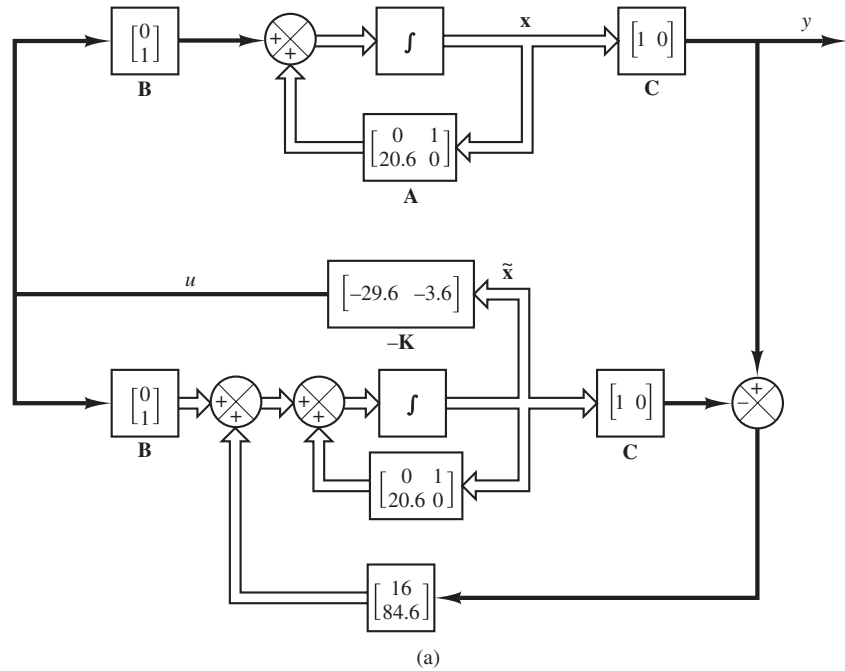 x
y
[0
1]
∫
[1 0]
B
C
+
+
[0 1
20.6 0]
A
x̃
u
[–29.6 –3.6]
–K
[0
1]
+
+
+
+
∫
[1 0]
+
–
B
C
[0 1
20.6 0]
[16
84.6]
(a)